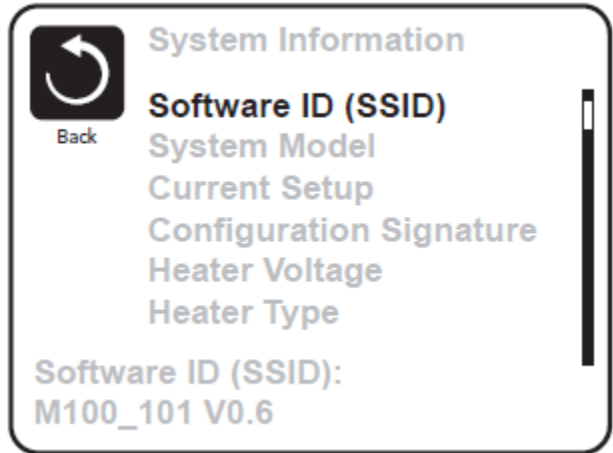 System Information
Back
Software ID (SSID)
System Model
Current Setup
Configuration Signature
Heater Voltage
Heater Type
Software ID (SSID):
M100_101 V0.6